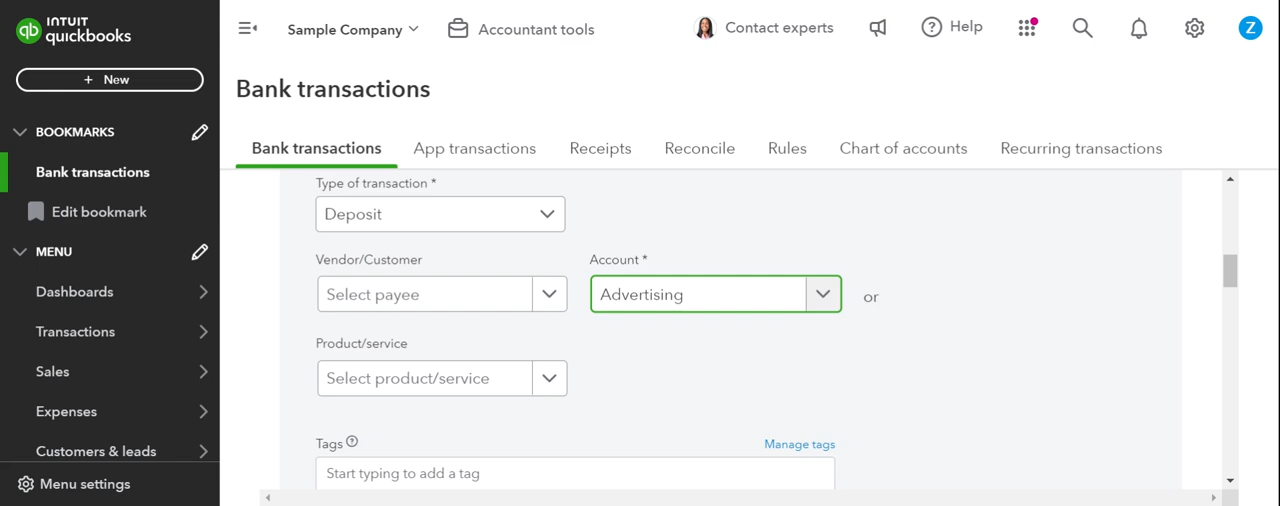 INTUIT
quickbooks
Sample Company
Accountant tools
Contact experts
Help
Z
+ New
Bank transactions
BOOKMARKS
Bank transactions
Edit bookmark
MENU
Dashboards
Transactions
Sales
Expenses
Customers & leads
Menu settings
Bank transactions
App transactions
Receipts
Reconcile
Rules
Chart of accounts
Recurring transactions
Type of transaction *
Deposit
Vendor/Customer
Account *
Select payee
Advertising
or
Product/service
Select product/service
Tags
Manage tags
Start typing to add a tag